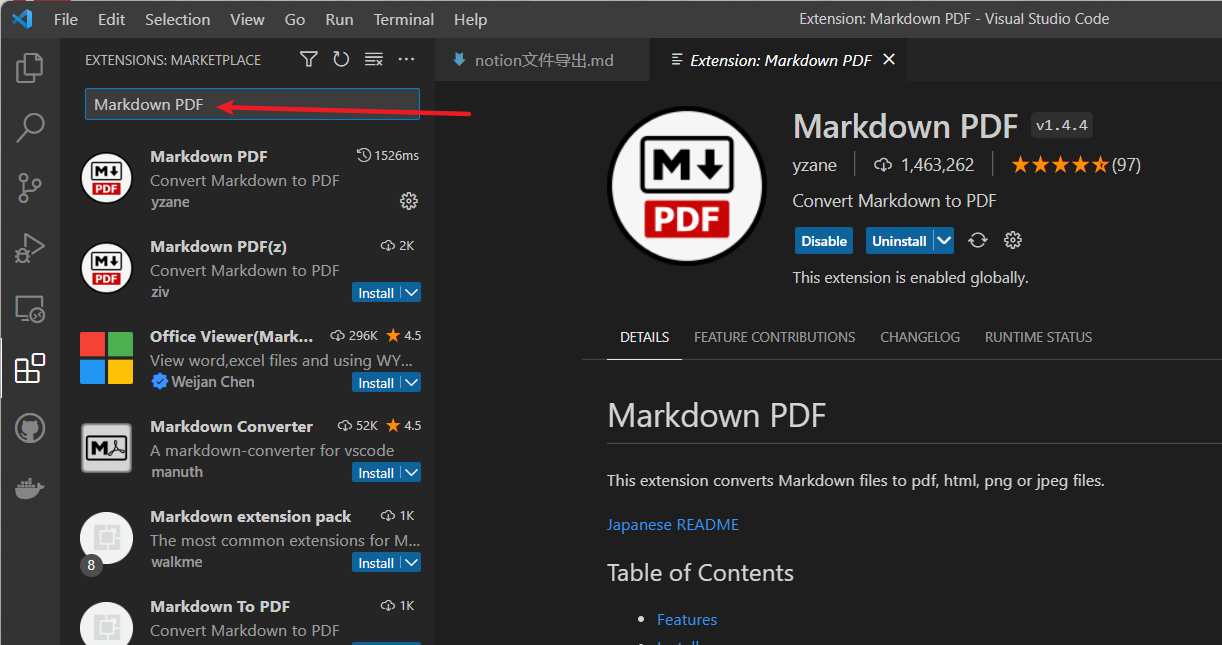 File Edit Selection View Go Run Terminal Help
Extension: Markdown PDF - Visual Studio Code
EXTENSIONS: MARKETPLACE
Markdown PDF
Markdown PDF
1526ms
Convert Markdown to PDF
yzane
Markdown PDF(z)
2K
Convert Markdown to PDF
ziv
Install
Office Viewer(Mark...
296K
4.5
View word,excel files and using WY...
Weijan Chen
Install
Markdown Converter
52K
4.5
A markdown-converter for vscode
manuth
Install
Markdown extension pack
1K
The most common extensions for M...
8
walkme
Install
Markdown To PDF
1K
Convert Markdown to PDF
notion文件导出.md
Extension: Markdown PDF
M
PDF
Markdown PDF
v1.4.4
yzane
1,463,262
(97)
Convert Markdown to PDF
Disable
Uninstall
This extension is enabled globally.
DETAILS
FEATURE CONTRIBUTIONS
CHANGELOG
RUNTIME STATUS
Markdown PDF
This extension converts Markdown files to pdf, html, png or jpeg files.
Japanese README
Table of Contents
Features